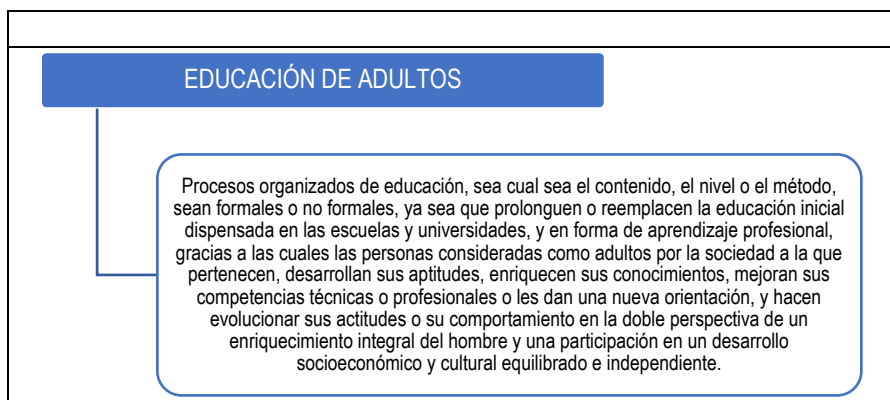 EDUCACIÓN DE ADULTOS
Procesos organizados de educación, sea cual sea el contenido, el nivel o el método,
sean formales o no formales, ya sea que prolonguen o reemplacen la educación inicial
dispensada en las escuelas y universidades, y en forma de aprendizaje profesional,
gracias a las cuales las personas consideradas como adultos por la sociedad a la que
pertenecen, desarrollan sus aptitudes, enriquecen sus conocimientos, mejoran sus
competencias técnicas o profesionales o les dan una nueva orientación, y hacen
evolucionar sus actitudes o su comportamiento en la doble perspectiva de un
enriquecimiento integral del hombre y una participación en un desarrollo
socioeconómico y cultural equilibrado e independiente.